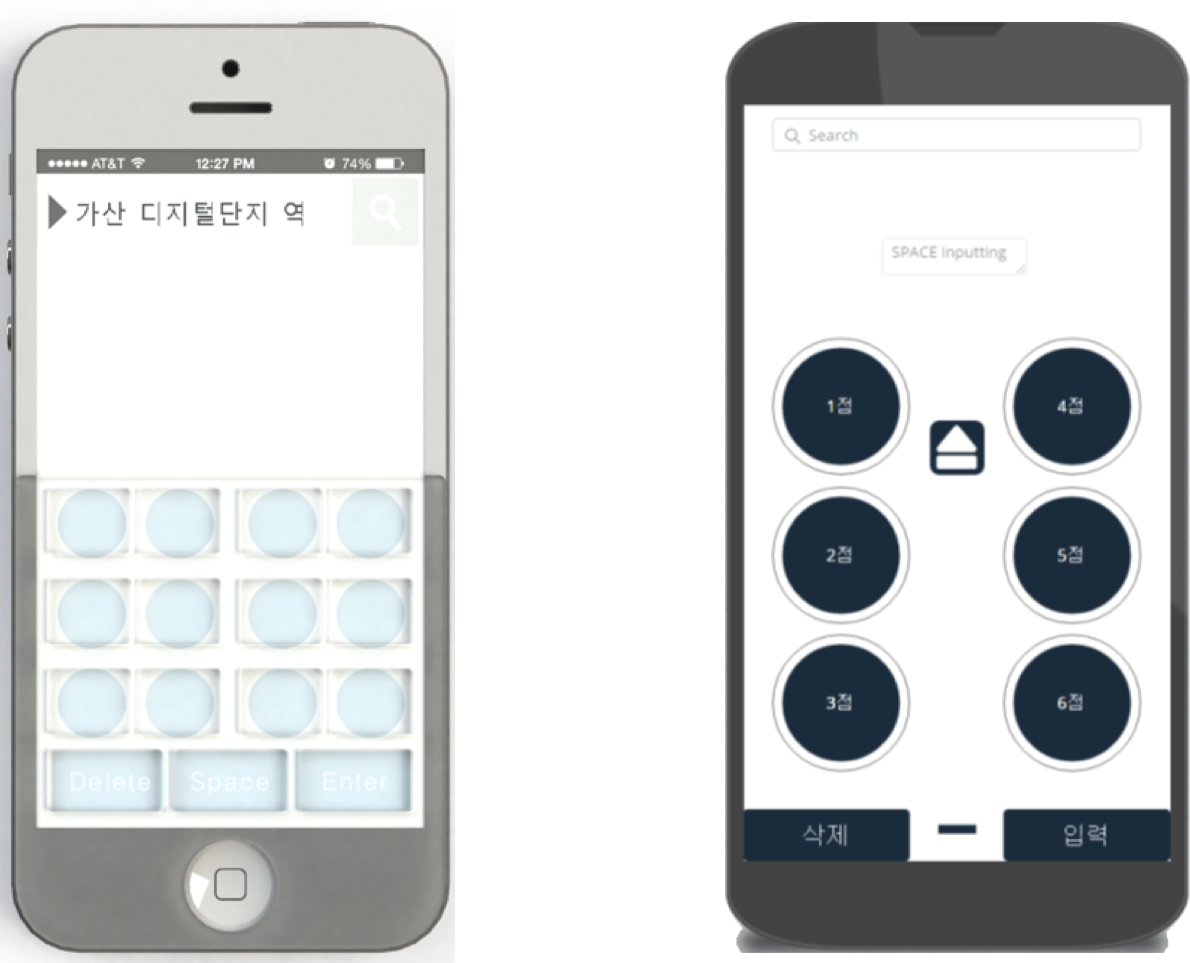 AT&T 12:27 PM 74%
가산 디지털단지 역
Delete Space Enter
Search
SPACE Inputting
1점 4점
2점 5점
3점 6점
삭제 입력